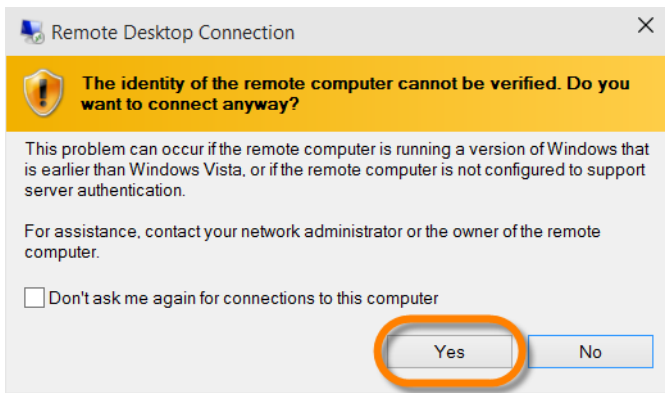 Remote Desktop Connection
The identity of the remote computer cannot be verified. Do you
want to connect anyway?
This problem can occur if the remote computer is running a version of Windows that
is earlier than Windows Vista, or if the remote computer is not configured to support
server authentication.
For assistance, contact your network administrator or the owner of the remote
computer.
Don't ask me again for connections to this computer
Yes No